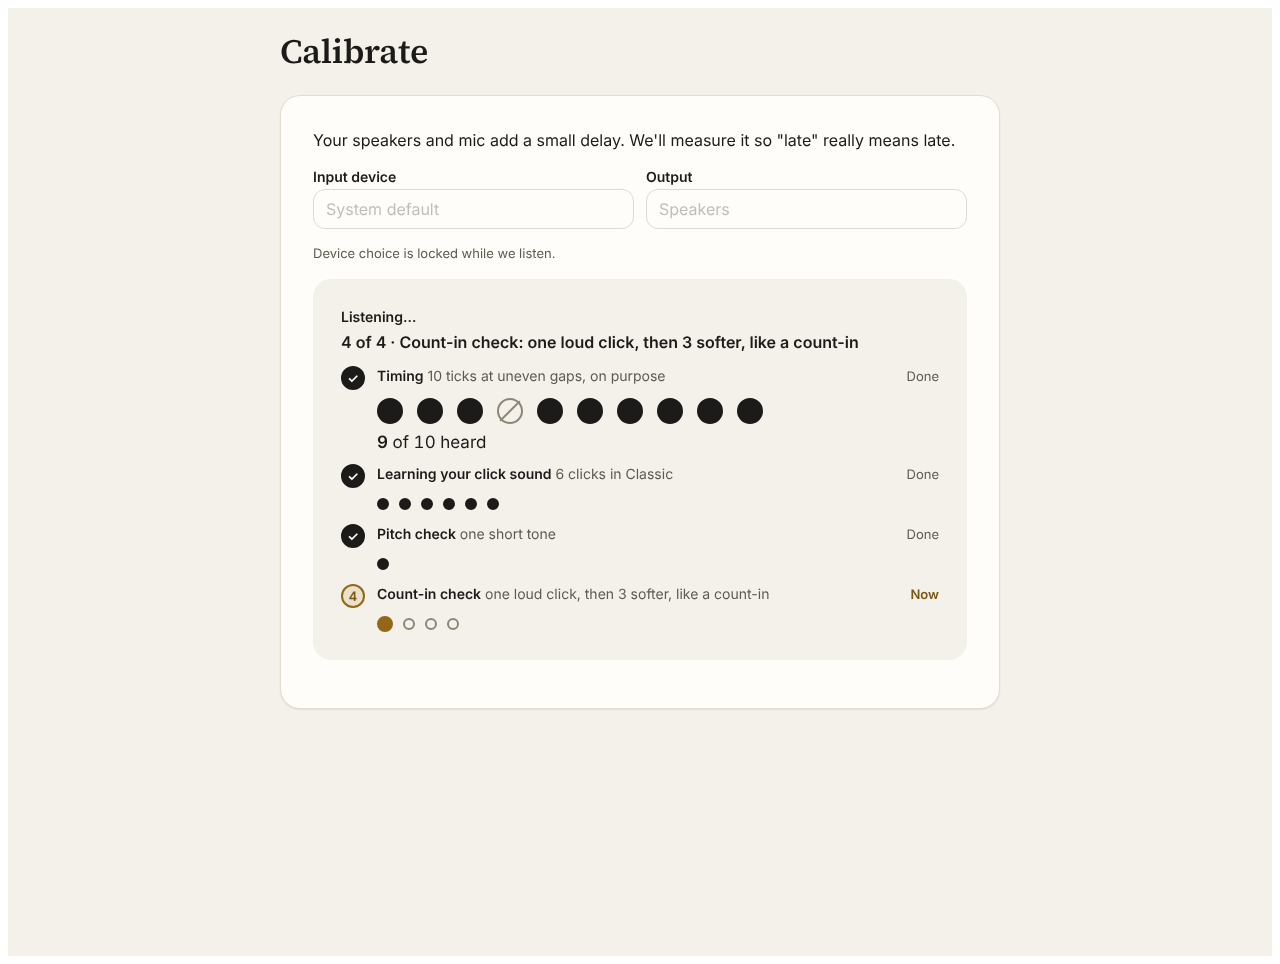 Calibrate
Your speakers and mic add a small delay. We'll measure it so "late" really means late.
Input device
Output
System default
Speakers
Device choice is locked while we listen.
Listening...
4 of 4 · Count-in check: one loud click, then 3 softer, like a count-in
Timing 10 ticks at uneven gaps, on purpose
Done
9 of 10 heard
Learning your click sound 6 clicks in Classic
Done
Pitch check one short tone
Done
4
Count-in check one loud click, then 3 softer, like a count-in
Now